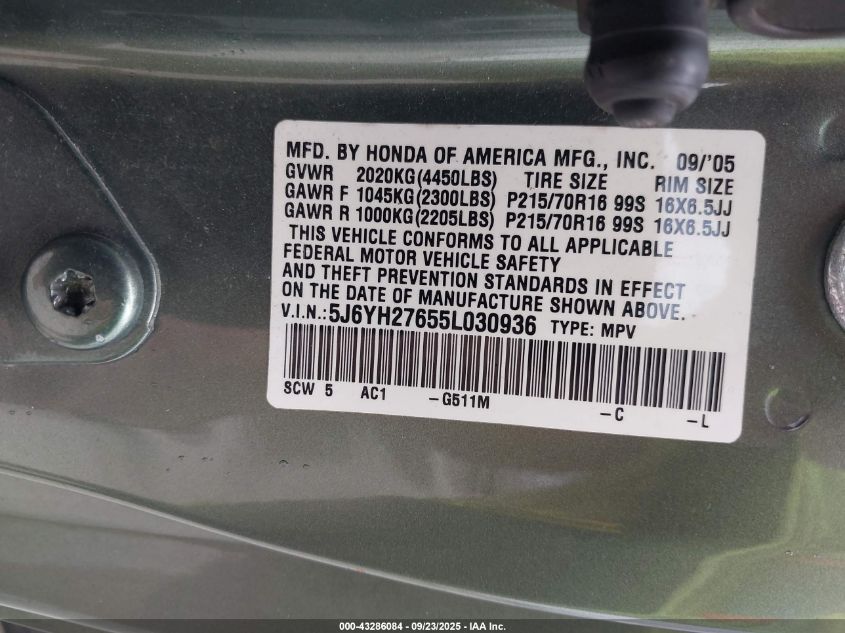 MFD. BY HONDA OF AMERICA MFG., INC. 09/'05
GVWR 2020KG(4450LBS) TIRE SIZE RIM SIZE
GAWR F 1045KG(2300LBS) P215/70R16 99S 16X6.5JJ
GAWR R 1000KG(2205LBS) P215/70R16 99S 16X6.5JJ
THIS VEHICLE CONFORMS TO ALL APPLICABLE
FEDERAL MOTOR VEHICLE SAFETY
AND THEFT PREVENTION STANDARDS IN EFFECT
ON THE DATE OF MANUFACTURE SHOWN ABOVE.
V.I.N.:5J6YH27655L030936 TYPE: MPV
SCW 5 AC1 -G511M -C -L
000-43286084 - 09/23/2025 - IAA Inc.